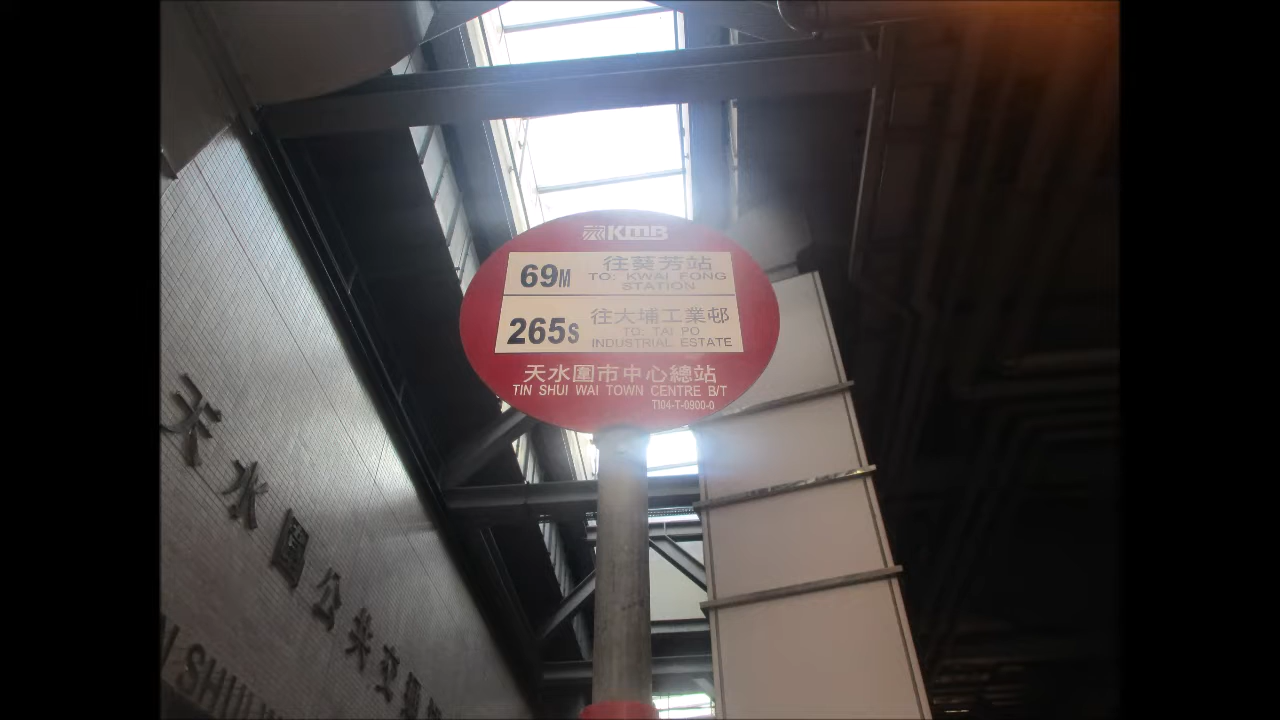 KMB
69M 往葵芳站
TO: KWAI FONG
STATION
265S 往大埔工業邨
TO: TAI PO
INDUSTRIAL ESTATE
天水圍市中心總站
TIN SHUI WAI TOWN CENTRE B/T
TI04-T-0900-0
天水圍公共交
SHUI